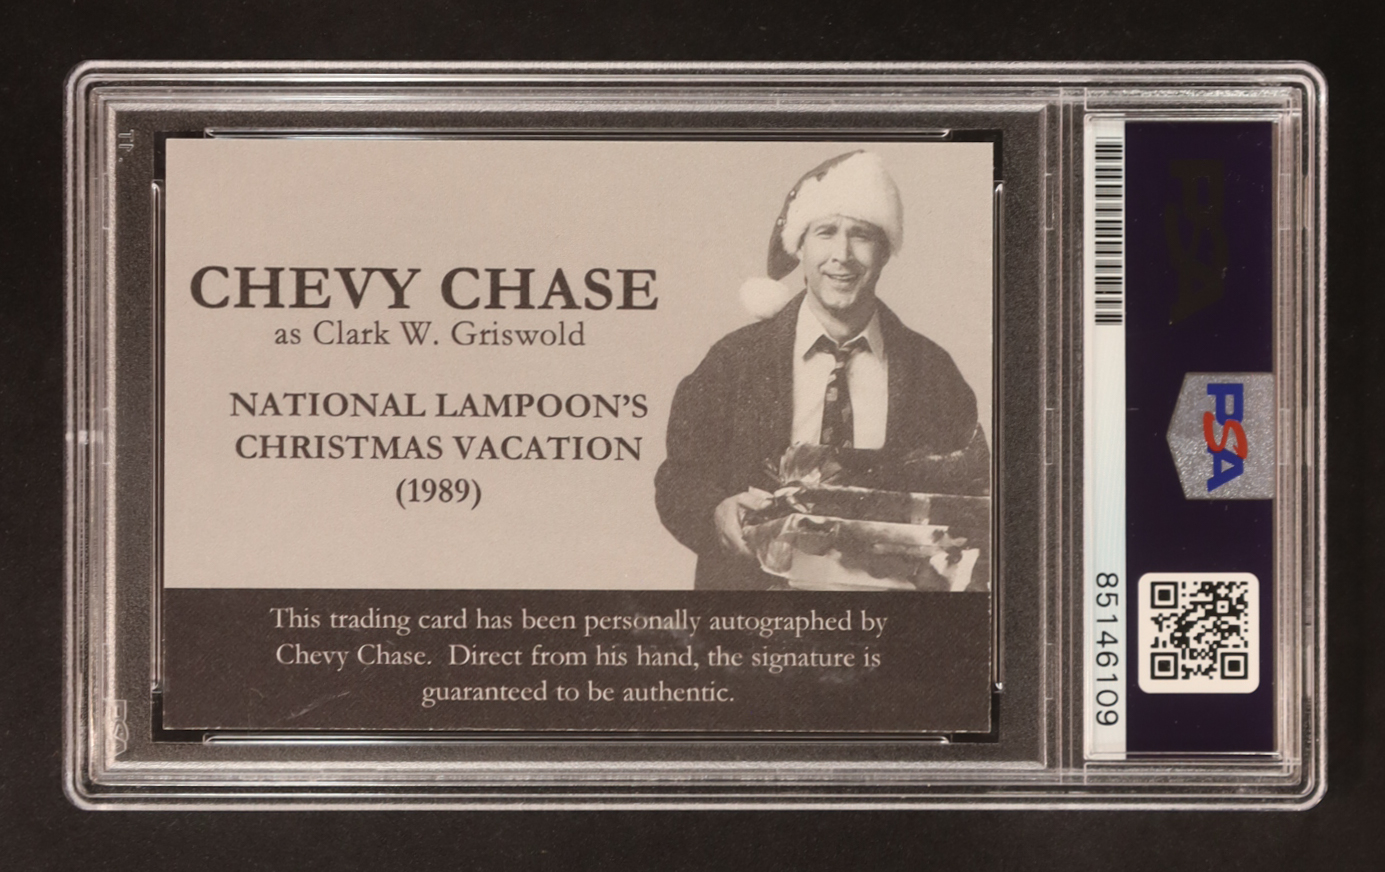 CHEVY CHASE
as Clark W. Griswold
NATIONAL LAMPOON'S
CHRISTMAS VACATION
(1989)
This trading card has been personally autographed by
Chevy Chase.  Direct from his hand, the signature is
guaranteed to be authentic.
PSA
PSA
85146109